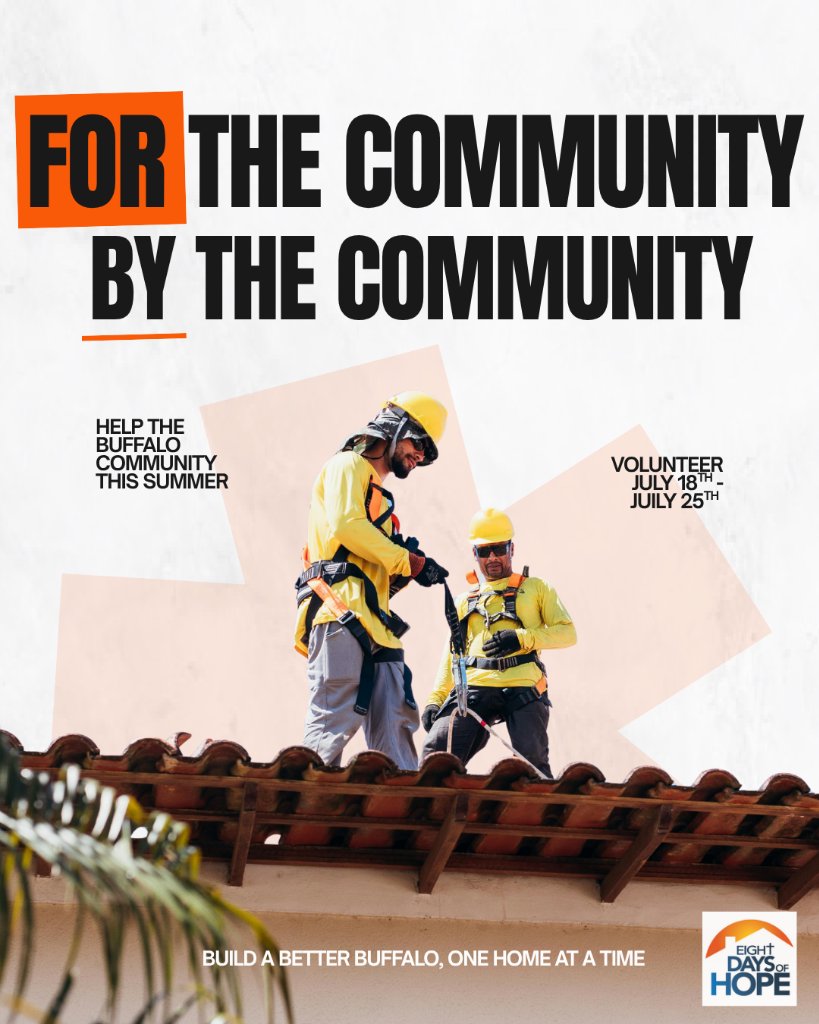 FOR THE COMMUNITY
BY THE COMMUNITY
HELP THE
BUFFALO
COMMUNITY
THIS SUMMER
VOLUNTEER
JULY 18TH -
JUILY 25TH
BUILD A BETTER BUFFALO, ONE HOME AT A TIME
EIGHT
DAYS OF
HOPE